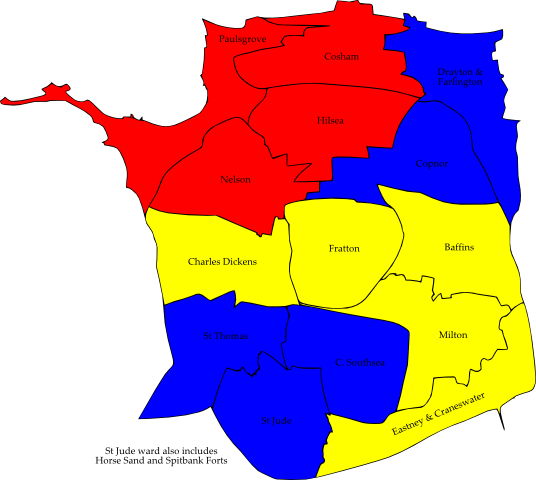 Paulsgrove
Cosham
Drayton &
Farlington
Hilsea
Copnor
Nelson
Charles Dickens
Fratton
Baffins
St Thomas
C. Southsea
Milton
Eastney & Craneswater
St Jude
St Jude ward also includes
Horse Sand and Spitbank Forts